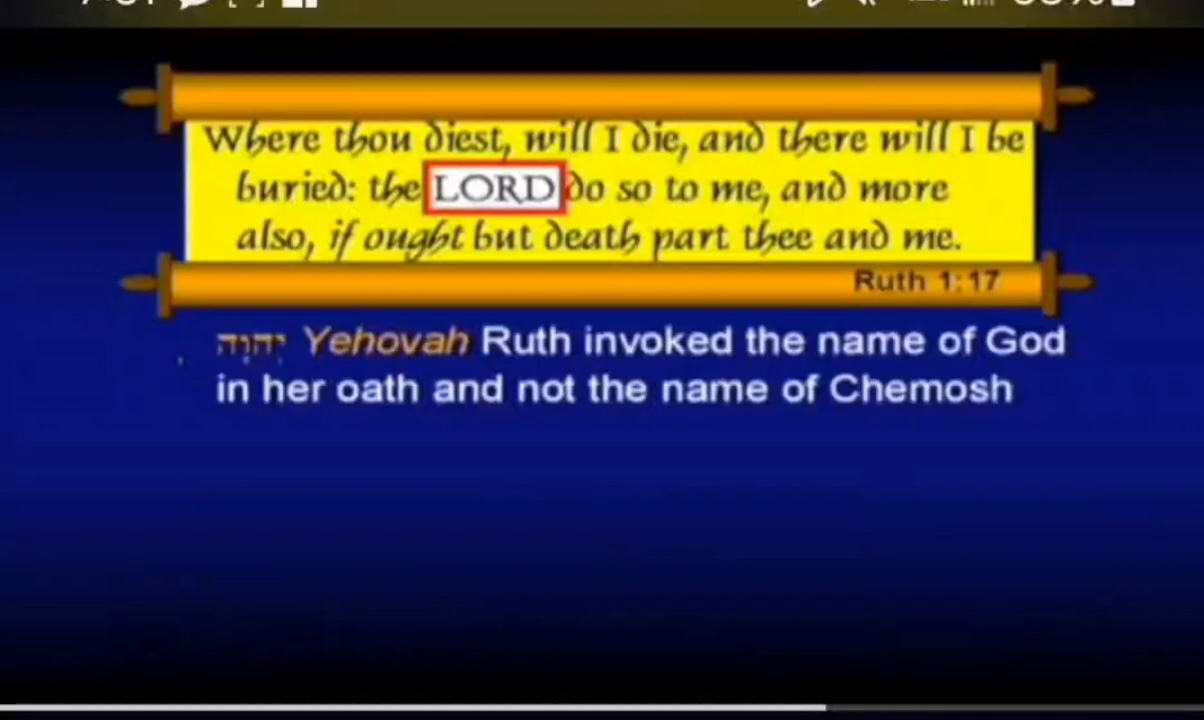 Where thou diest, will I die, and there will I be
buried: the LORD do so to me, and more
also, if ought but death part thee and me.
Ruth 1:17
יְהוָה Yehovah Ruth invoked the name of God
in her oath and not the name of Chemosh